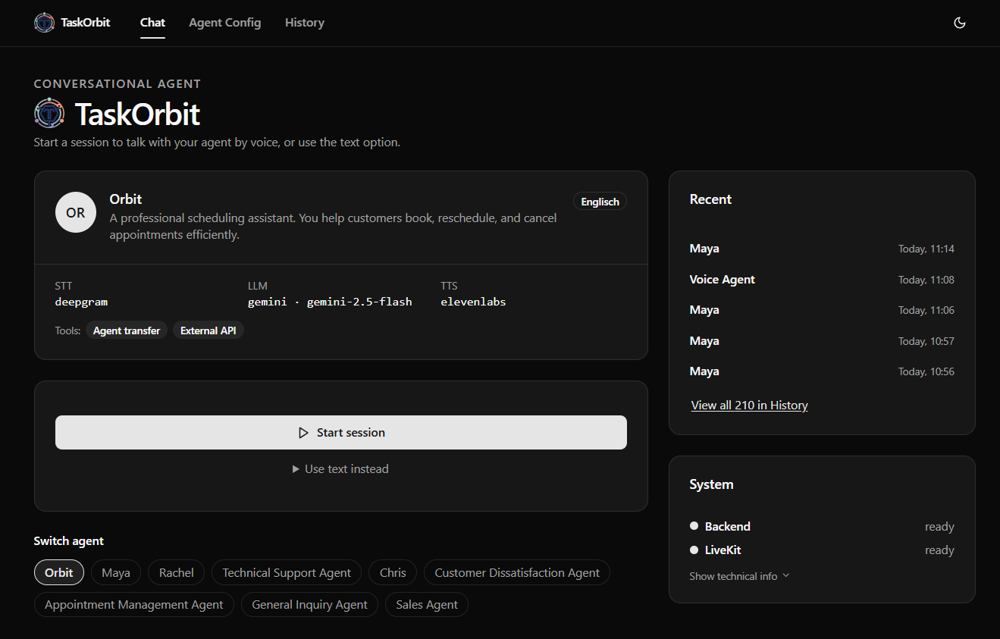 TaskOrbit
Chat
Agent Config
History
CONVERSATIONAL AGENT
TaskOrbit
Start a session to talk with your agent by voice, or use the text option.
OR
Orbit
Englisch
A professional scheduling assistant. You help customers book, reschedule, and cancel
appointments efficiently.
STT
deepgram
LLM
gemini · gemini-2.5-flash
TTS
elevenlabs
Tools: Agent transfer External API
Start session
Use text instead
Switch agent
Orbit
Maya
Rachel
Technical Support Agent
Chris
Customer Dissatisfaction Agent
Appointment Management Agent
General Inquiry Agent
Sales Agent
Recent
Maya Today, 11:14
Voice Agent Today, 11:08
Maya Today, 11:06
Maya Today, 10:57
Maya Today, 10:56
View all 210 in History
System
Backend ready
LiveKit ready
Show technical info